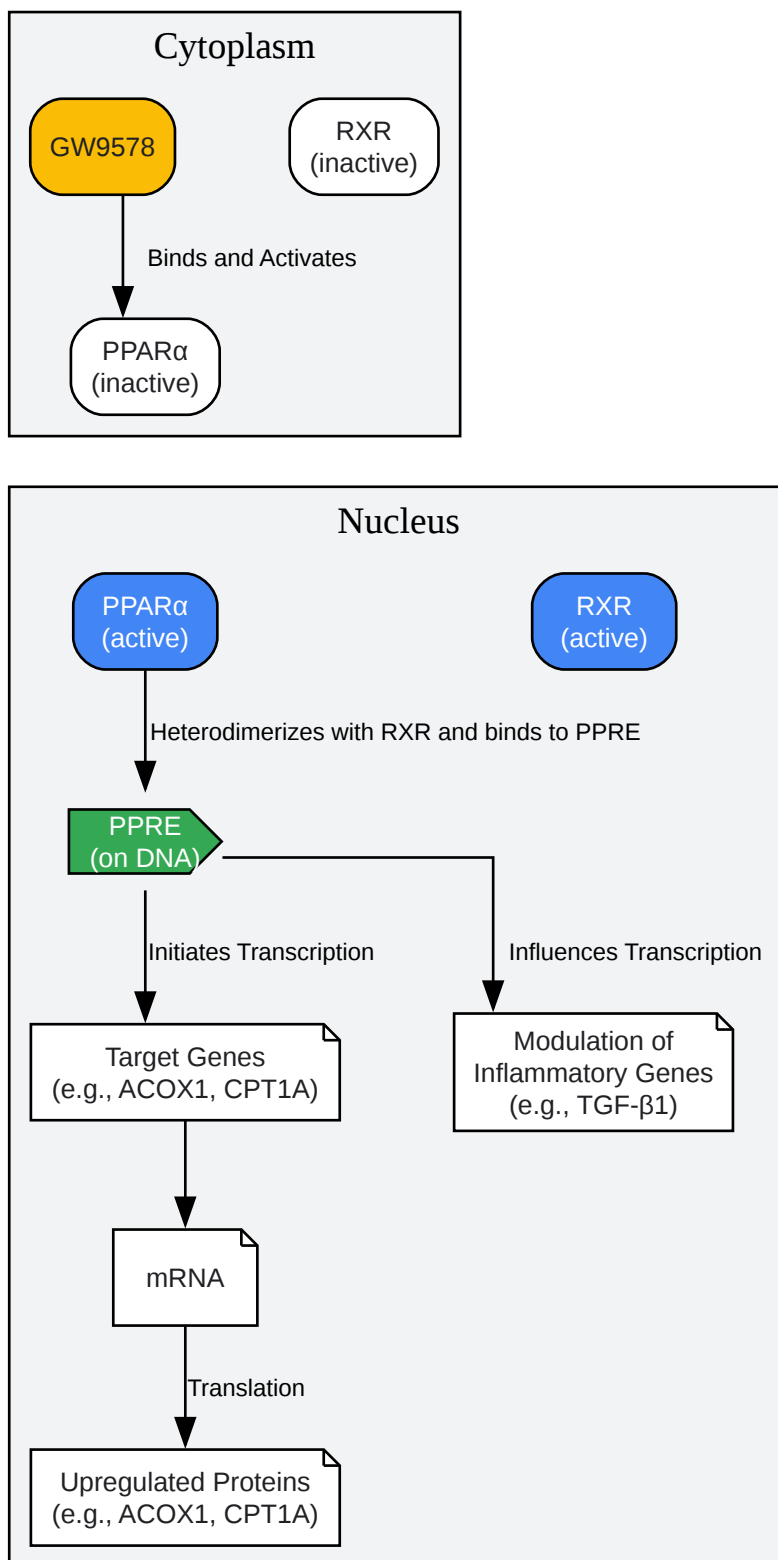 Cytoplasm
GW9578
RXR
(inactive)
Binds and Activates
PPARα
(inactive)
Nucleus
PPARα
(active)
RXR
(active)
Heterodimerizes with RXR and binds to PPRE
PPRE
(on DNA)
Initiates Transcription
Influences Transcription
Target Genes
(e.g., ACOX1, CPT1A)
Modulation of
Inflammatory Genes
(e.g., TGF-β1)
mRNA
Translation
Upregulated Proteins
(e.g., ACOX1, CPT1A)